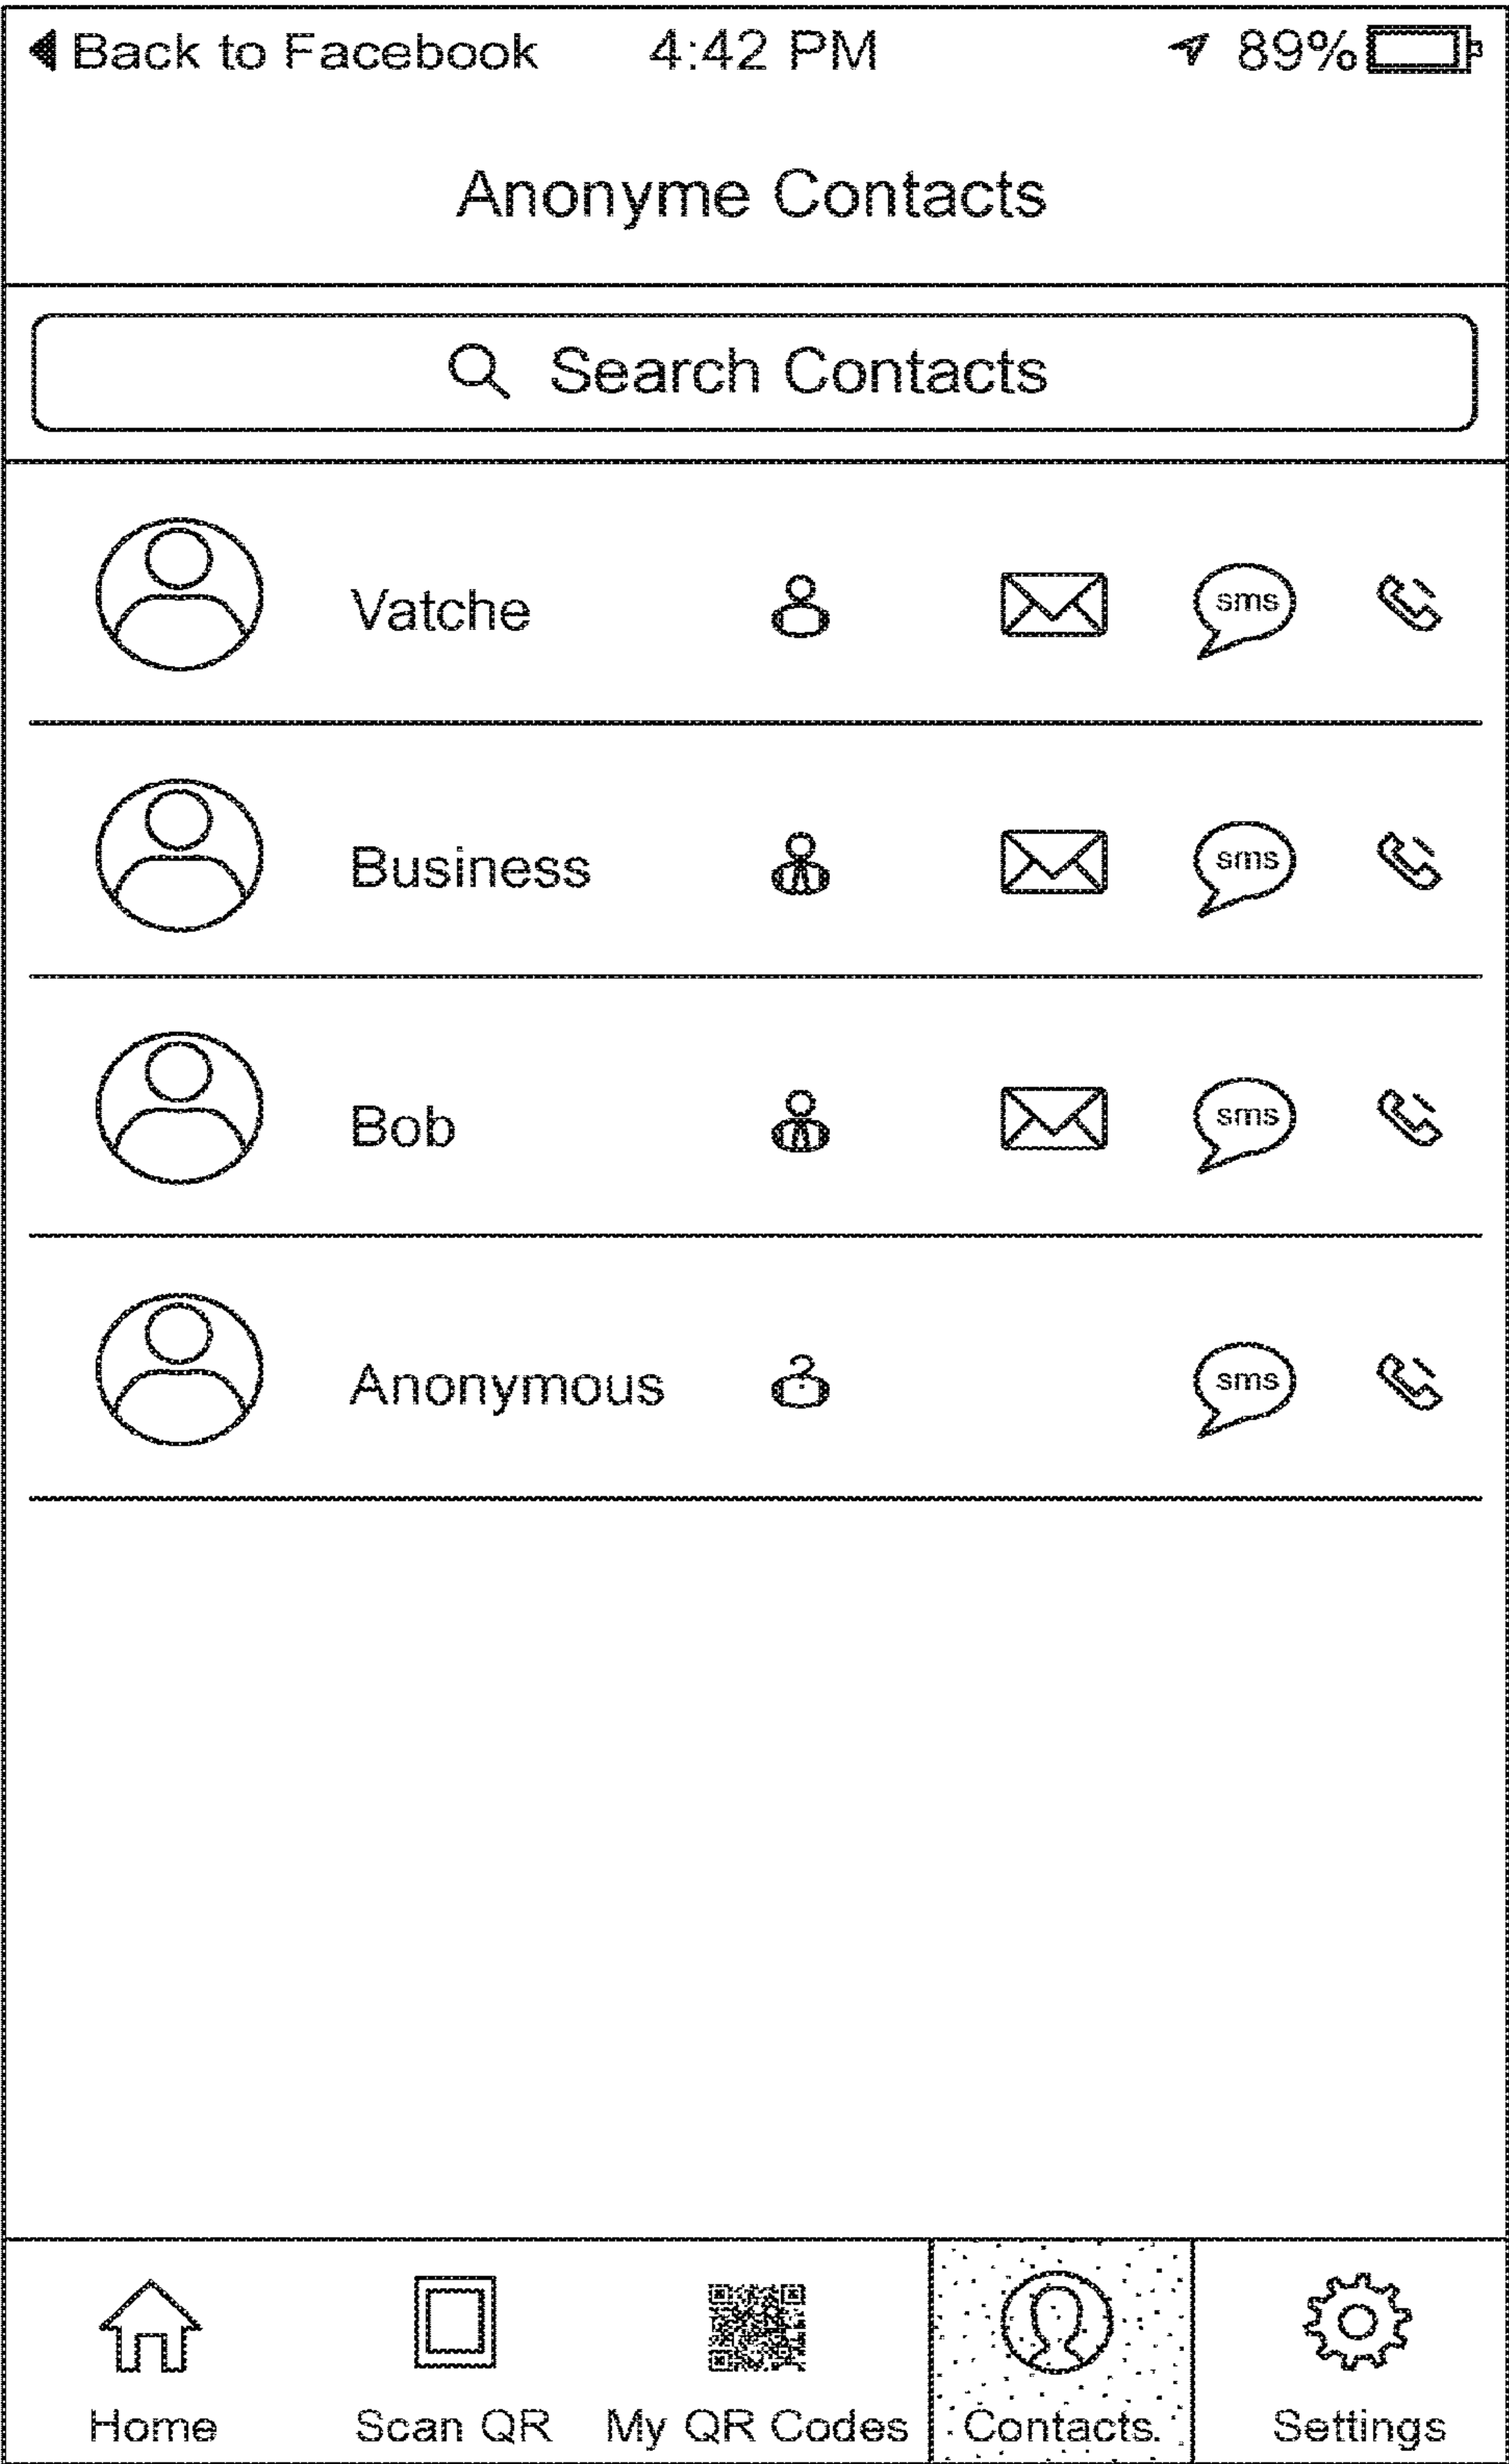 Back to Facebook 4:42 PM 89%
Anonyme Contacts
Search Contacts
Vatche sms
Business sms
Bob sms
Anonymous ? sms
Home Scan QR My QR Codes Contacts Settings